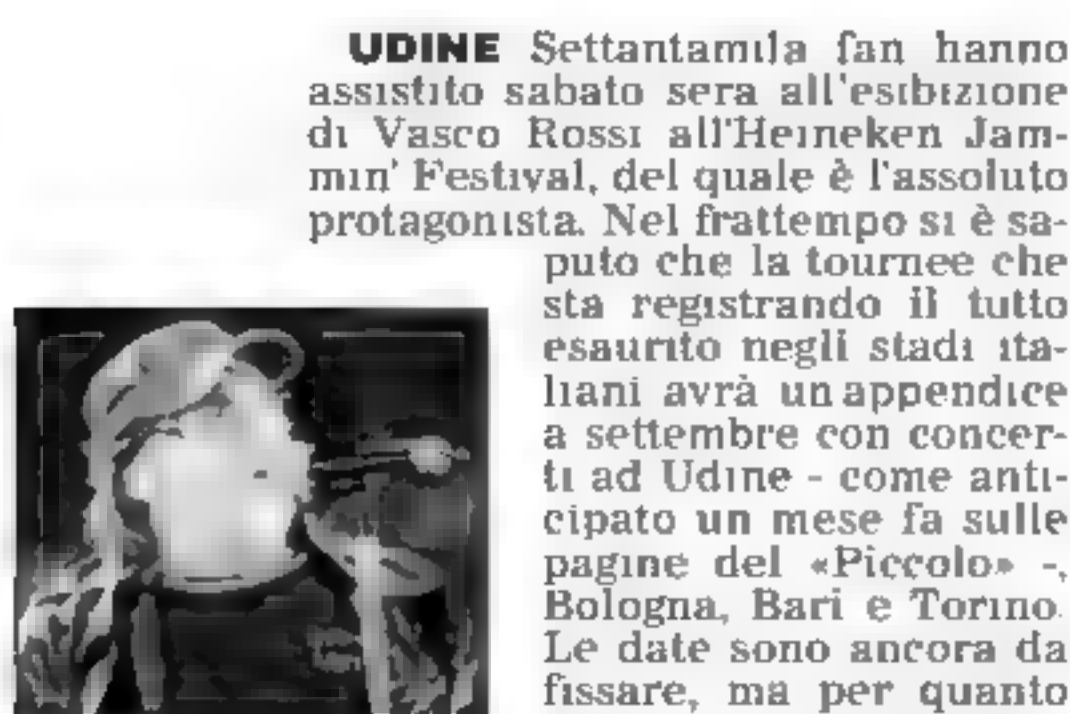 UDINE Settantamila fan hanno
assistito sabato sera all'esibizione
di Vasco Rossi all'Heineken Jam-
min' Festival, del quale è l'assoluto
protagonista. Nel frattempo si è sa-
puto che la tournee che
sta registrando il tutto
esaurito negli stadi ita-
liani avrà un appendice
a settembre con concer-
ti ad Udine - come anti-
cipato un mese fa sulle
pagine del «Piccolo» -,
Bologna, Bari e Torino.
Le date sono ancora da
fissare, ma per quanto